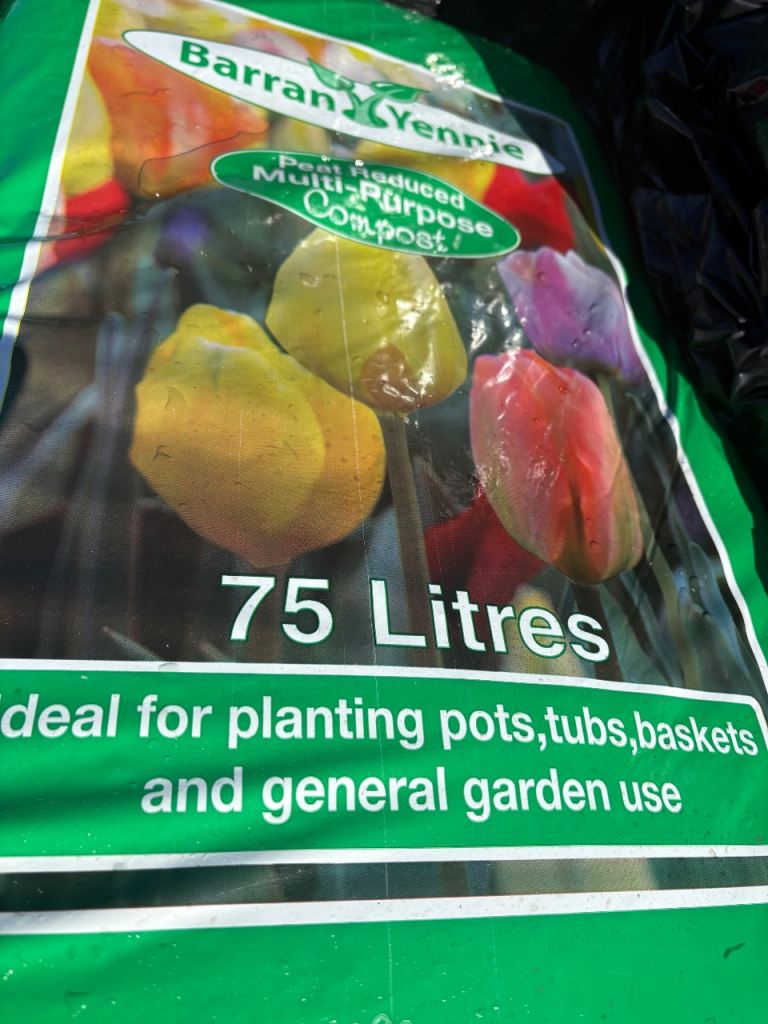 Barran Yennie
Peat Reduced
Multi-Purpose
Compost
75 Litres
Ideal for planting pots,tubs,baskets
and general garden use